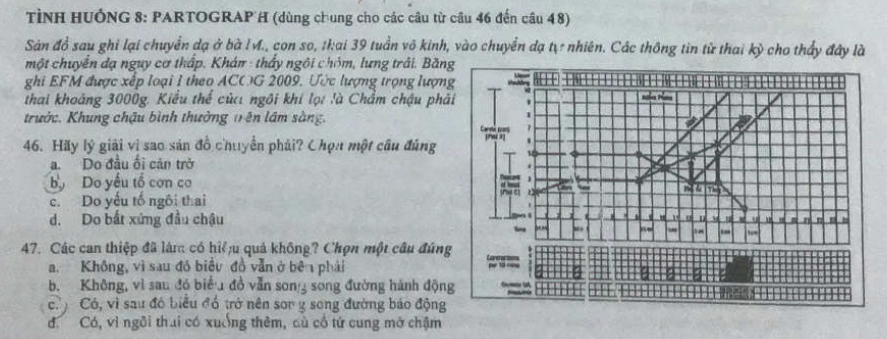 TÌNH HUỐNG 8: PARTOGRAPH (dùng chung cho các câu từ câu 46 đến câu 48)
Sản đồ sau ghi lại chuyển dạ ở bà M., con so, thai 39 tuần vô kinh, vào chuyển dạ tự nhiên. Các thông tin từ thai kỳ cho thấy đây là
một chuyển dạ nguy cơ thấp. Khám thấy ngôi chỏm, lưng trái. Băng
ghi EFM được xếp loại I theo ACOG 2009. Ước lượng trọng lượng
thai khoảng 3000g. Kiểu thế của ngôi khi lọt là Chẩm chậu phải
trước. Khung chậu bình thường trên lâm sàng.
46. Hãy lý giải vì sao sản đồ chuyển phải? Chọn một câu đúng
a. Do đầu ối cản trở
b. Do yếu tố cơn co
c. Do yếu tố ngôi thai
d. Do bất xứng đầu chậu
47. Các can thiệp đã làm có hiệu quả không? Chọn một câu đúng
a. Không, vì sau đó biểu đồ vẫn ở bên phải
b. Không, vì sau đó biểu đồ vẫn song song đường hành động
c. Có, vì sau đó biểu đồ trở nên song song đường báo động
d. Có, vì ngôi thai có xuống thêm, dù cổ tử cung mở chậm
Liquor
Moulding
Active Phase
Cervix (cm)
[Plot X]
Descent
of head
[Plot O]
Time
Contractions
per 10 mins